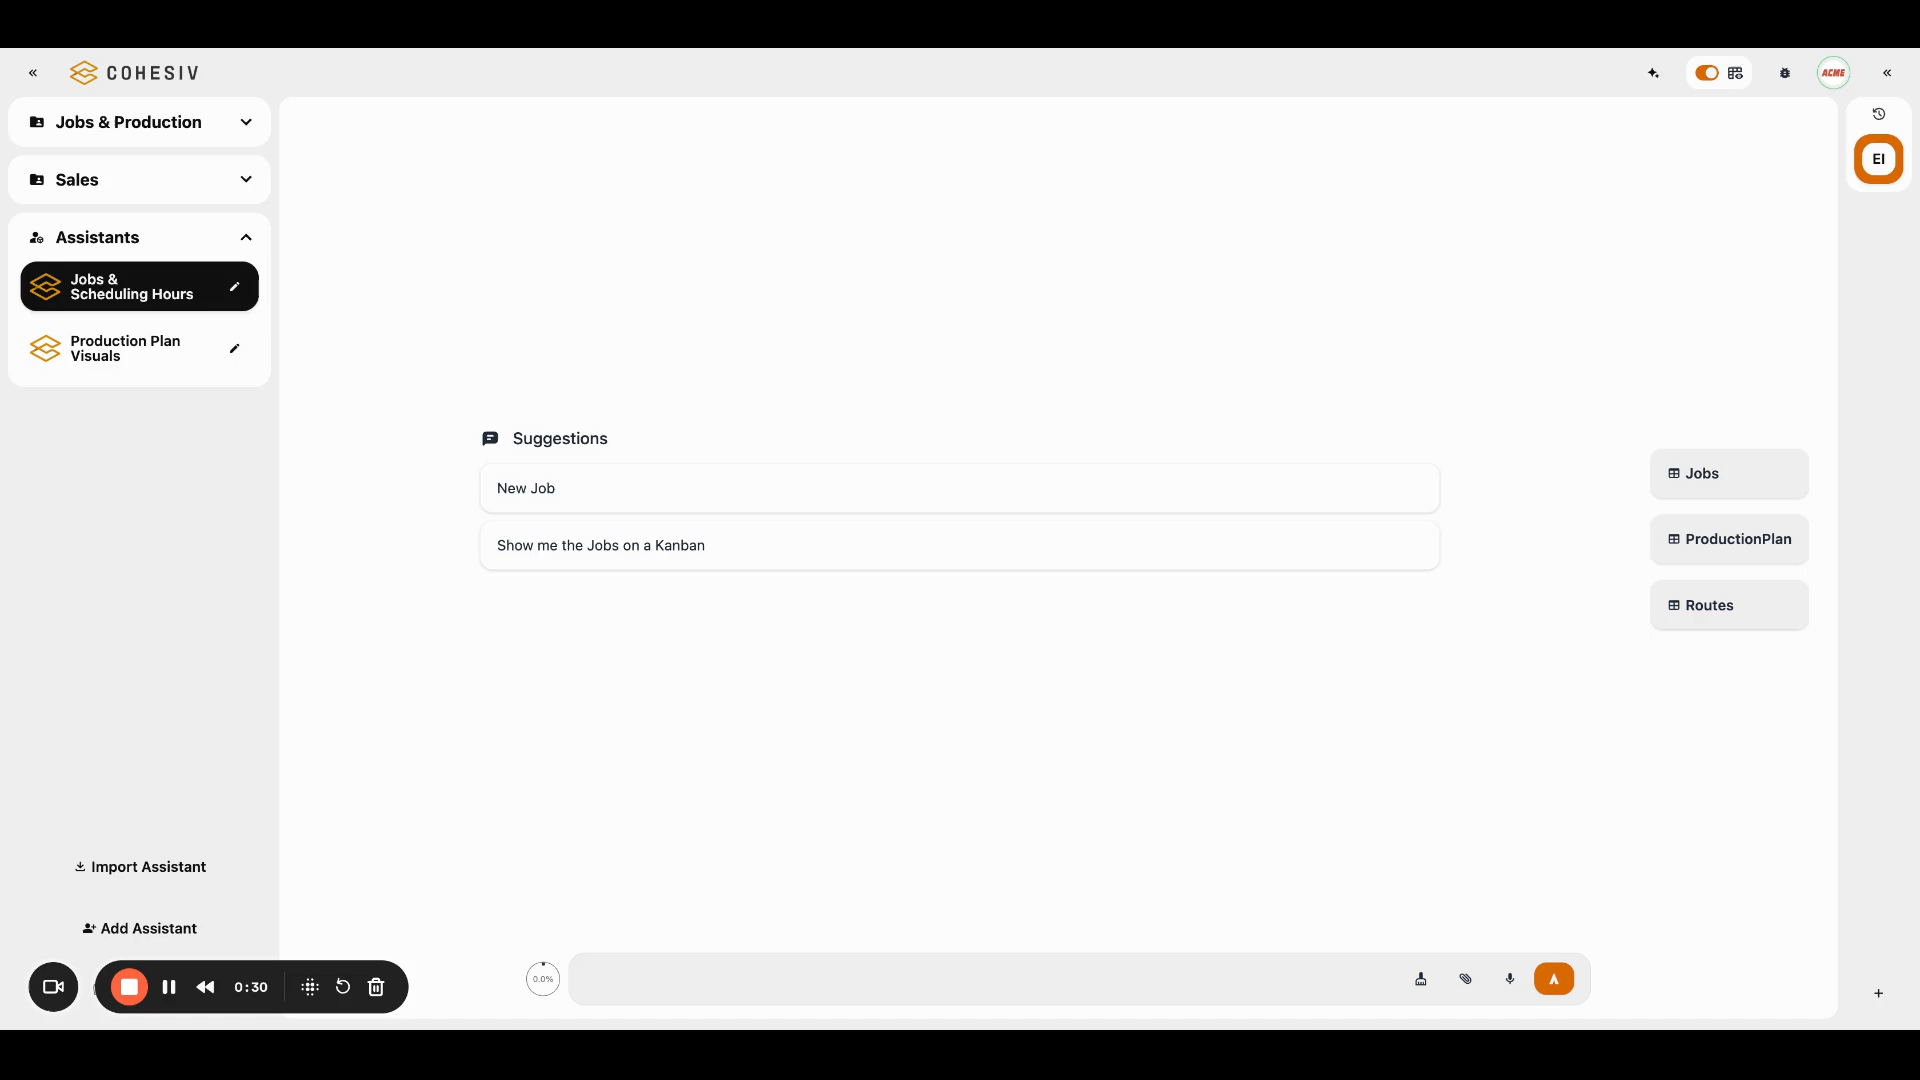 COHESIV
ACME
Jobs & Production
Sales
Assistants
Jobs &
Scheduling Hours
Production Plan
Visuals
EI
Suggestions
New Job
Show me the Jobs on a Kanban
Jobs
ProductionPlan
Routes
Import Assistant
Add Assistant
0:30
0.0%